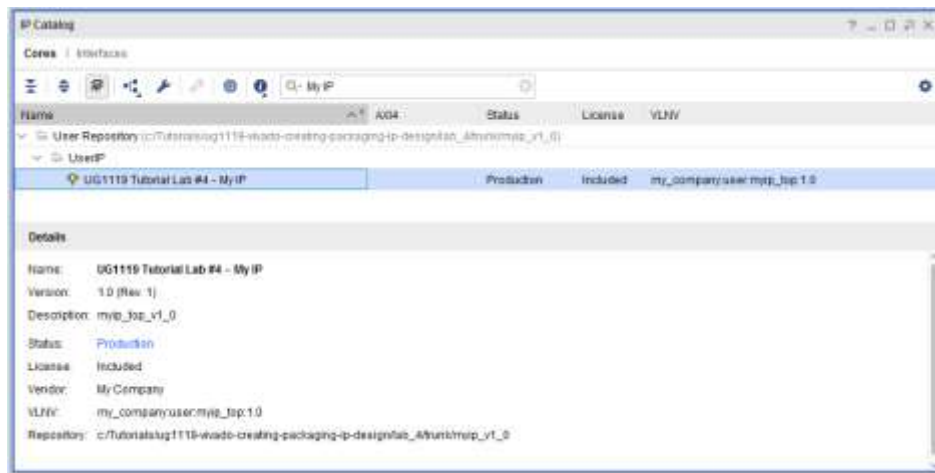 IP Catalog
Cores | Interfaces
My IP
Name AXI4 Status License VLNV
User Repository (c:/Tutorials/ug1119-vivado-creating-packaging-ip-design/lab_4/trunk/myip_v1_0)
UserIP
UG1119 Tutorial Lab #4 - My IP Production Included my_company:user:myip_top:1.0
Details
Name: UG1119 Tutorial Lab #4 - My IP
Version: 1.0 (Rev. 1)
Description: myip_top_v1_0
Status: Production
License: Included
Vendor: My Company
VLNV: my_company:user:myip_top:1.0
Repository: c:/Tutorials/ug1119-vivado-creating-packaging-ip-design/lab_4/trunk/myip_v1_0